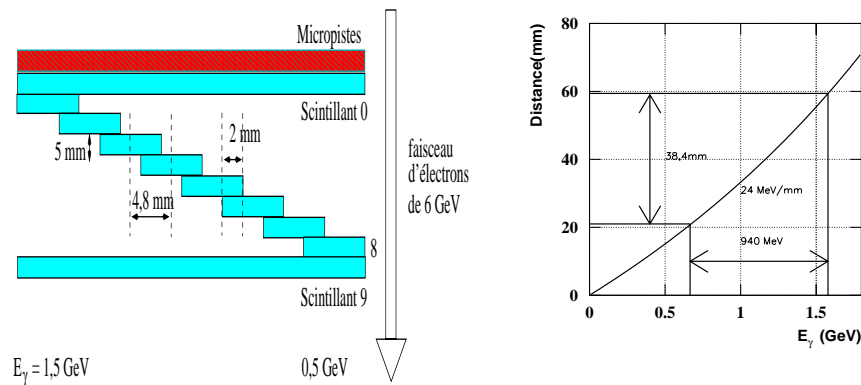 Micropistes
Scintillant 0
2 mm
5 mm
4,8 mm
8
Scintillant 9
faisceau
d'électrons
de 6 GeV
Eγ = 1,5 GeV
0,5 GeV
Distance(mm)
80
60
40
20
0
38,4mm
24 MeV/mm
940 MeV
0
0.5
1
1.5
Eγ (GeV)